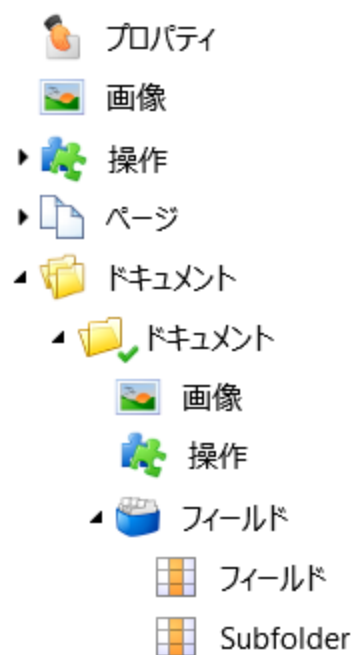 プロパティ
画像
操作
ページ
ドキュメント
ドキュメント
画像
操作
フィールド
フィールド
Subfolder